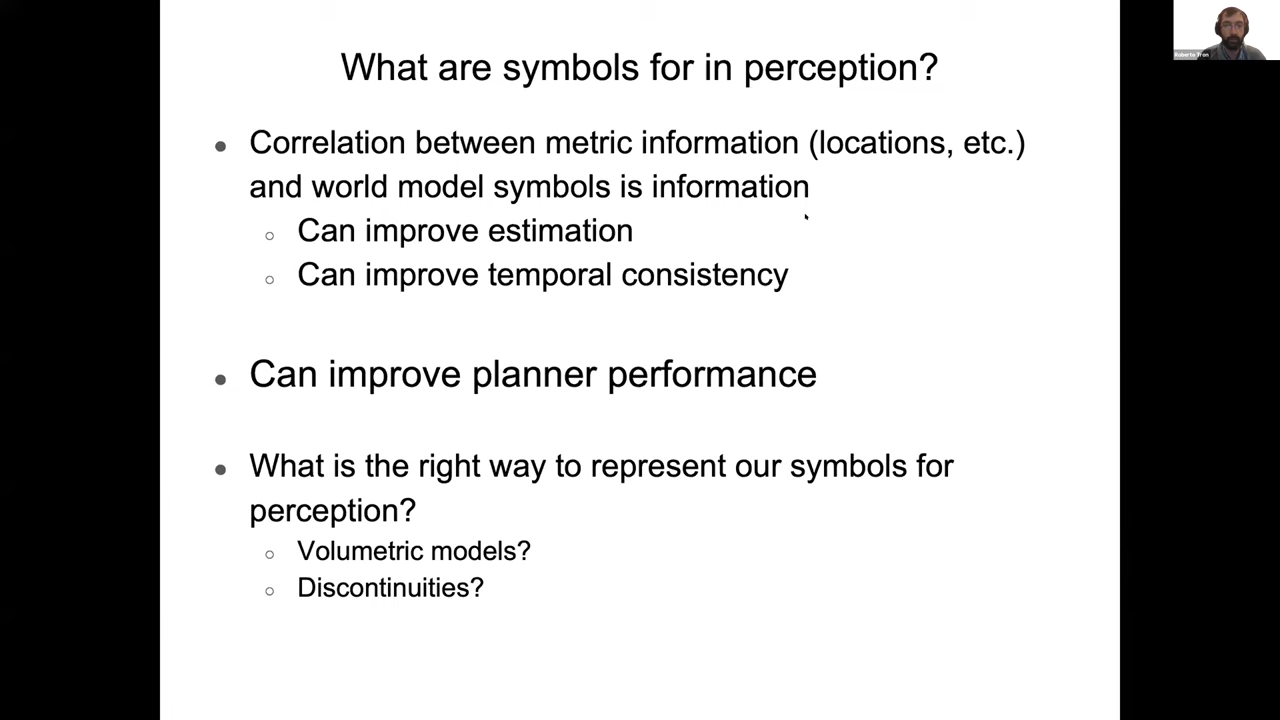 Roberto Tron
What are symbols for in perception?
● Correlation between metric information (locations, etc.)
and world model symbols is information
○ Can improve estimation
○ Can improve temporal consistency
● Can improve planner performance
● What is the right way to represent our symbols for
perception?
○ Volumetric models?
○ Discontinuities?